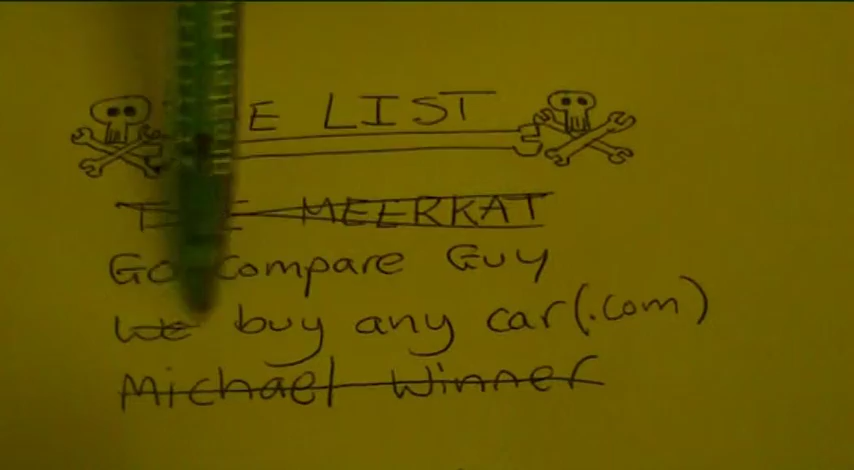 E LIST
T E MEERKAT
Go Compare Guy
We buy any car(.com)
Michael Winner